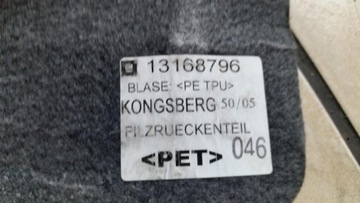 13168796
BLASE: <PE TPU>
KONGSBERG 50/05
FILZRUECKENTEIL
046
<PET>